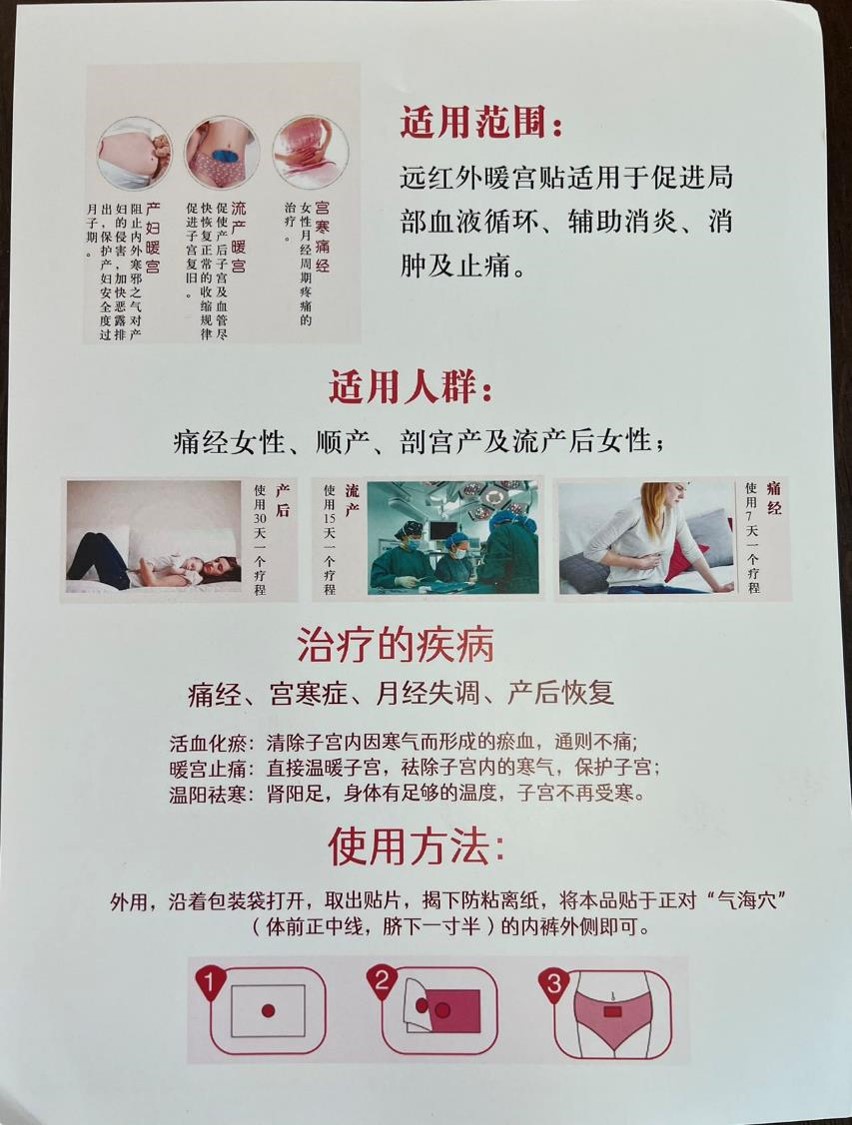 适用范围：
远红外暖宫贴适用于促进局
部血液循环、辅助消炎、消
肿及止痛。
宫寒痛经
女性月经周期疼痛的
治疗。
流产暖宫
促使产后子宫及血管尽
快恢复正常的收缩规律
促进子宫复旧。
产妇暖宫
阻止内外寒邪之气对产
妇的侵害，加快恶露排
出，保护产妇安全度过
月子期。
适用人群：
痛经女性、顺产、剖宫产及流产后女性；
产后
使用30天一个疗程
流产
使用15天一个疗程
痛经
使用7天一个疗程
治疗的疾病
痛经、宫寒症、月经失调、产后恢复
活血化瘀：清除子宫内因寒气而形成的瘀血，通则不痛;
暖宫止痛：直接温暖子宫，祛除子宫内的寒气，保护子宫；
温阳祛寒：肾阳足，身体有足够的温度，子宫不再受寒。
使用方法：
外用，沿着包装袋打开，取出贴片，揭下防粘离纸，将本品贴于正对“气海穴”
（体前正中线，脐下一寸半）的内裤外侧即可。
1
2
3